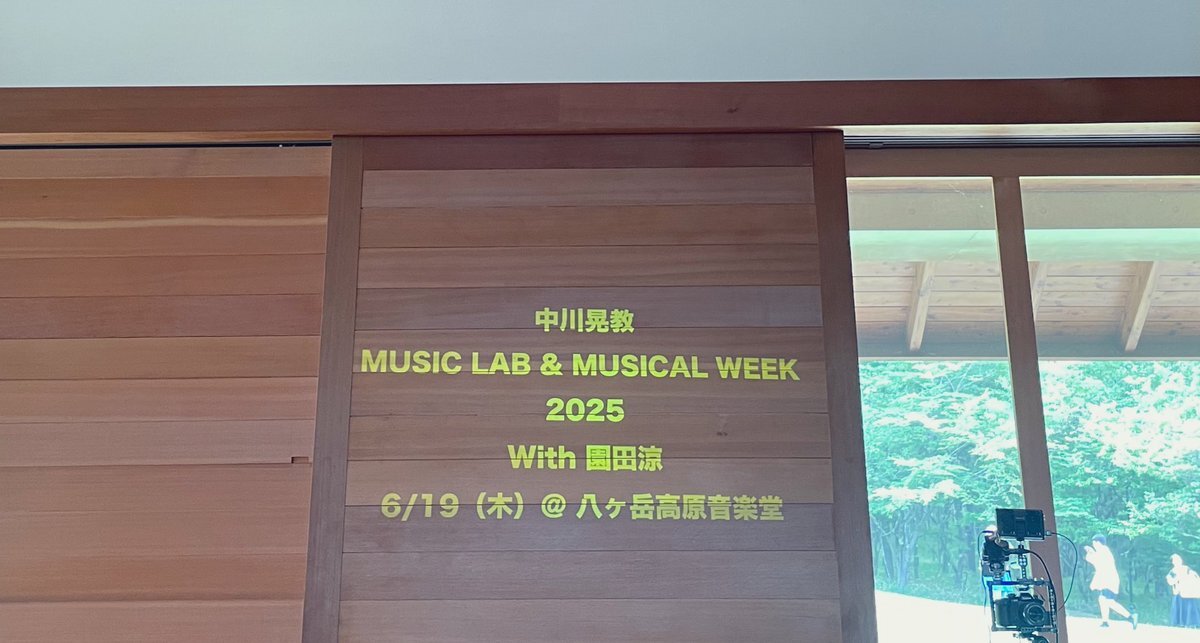 中川晃教
MUSIC LAB & MUSICAL WEEK
2025
With 園田涼
6/19（木）@ 八ヶ岳高原音楽堂